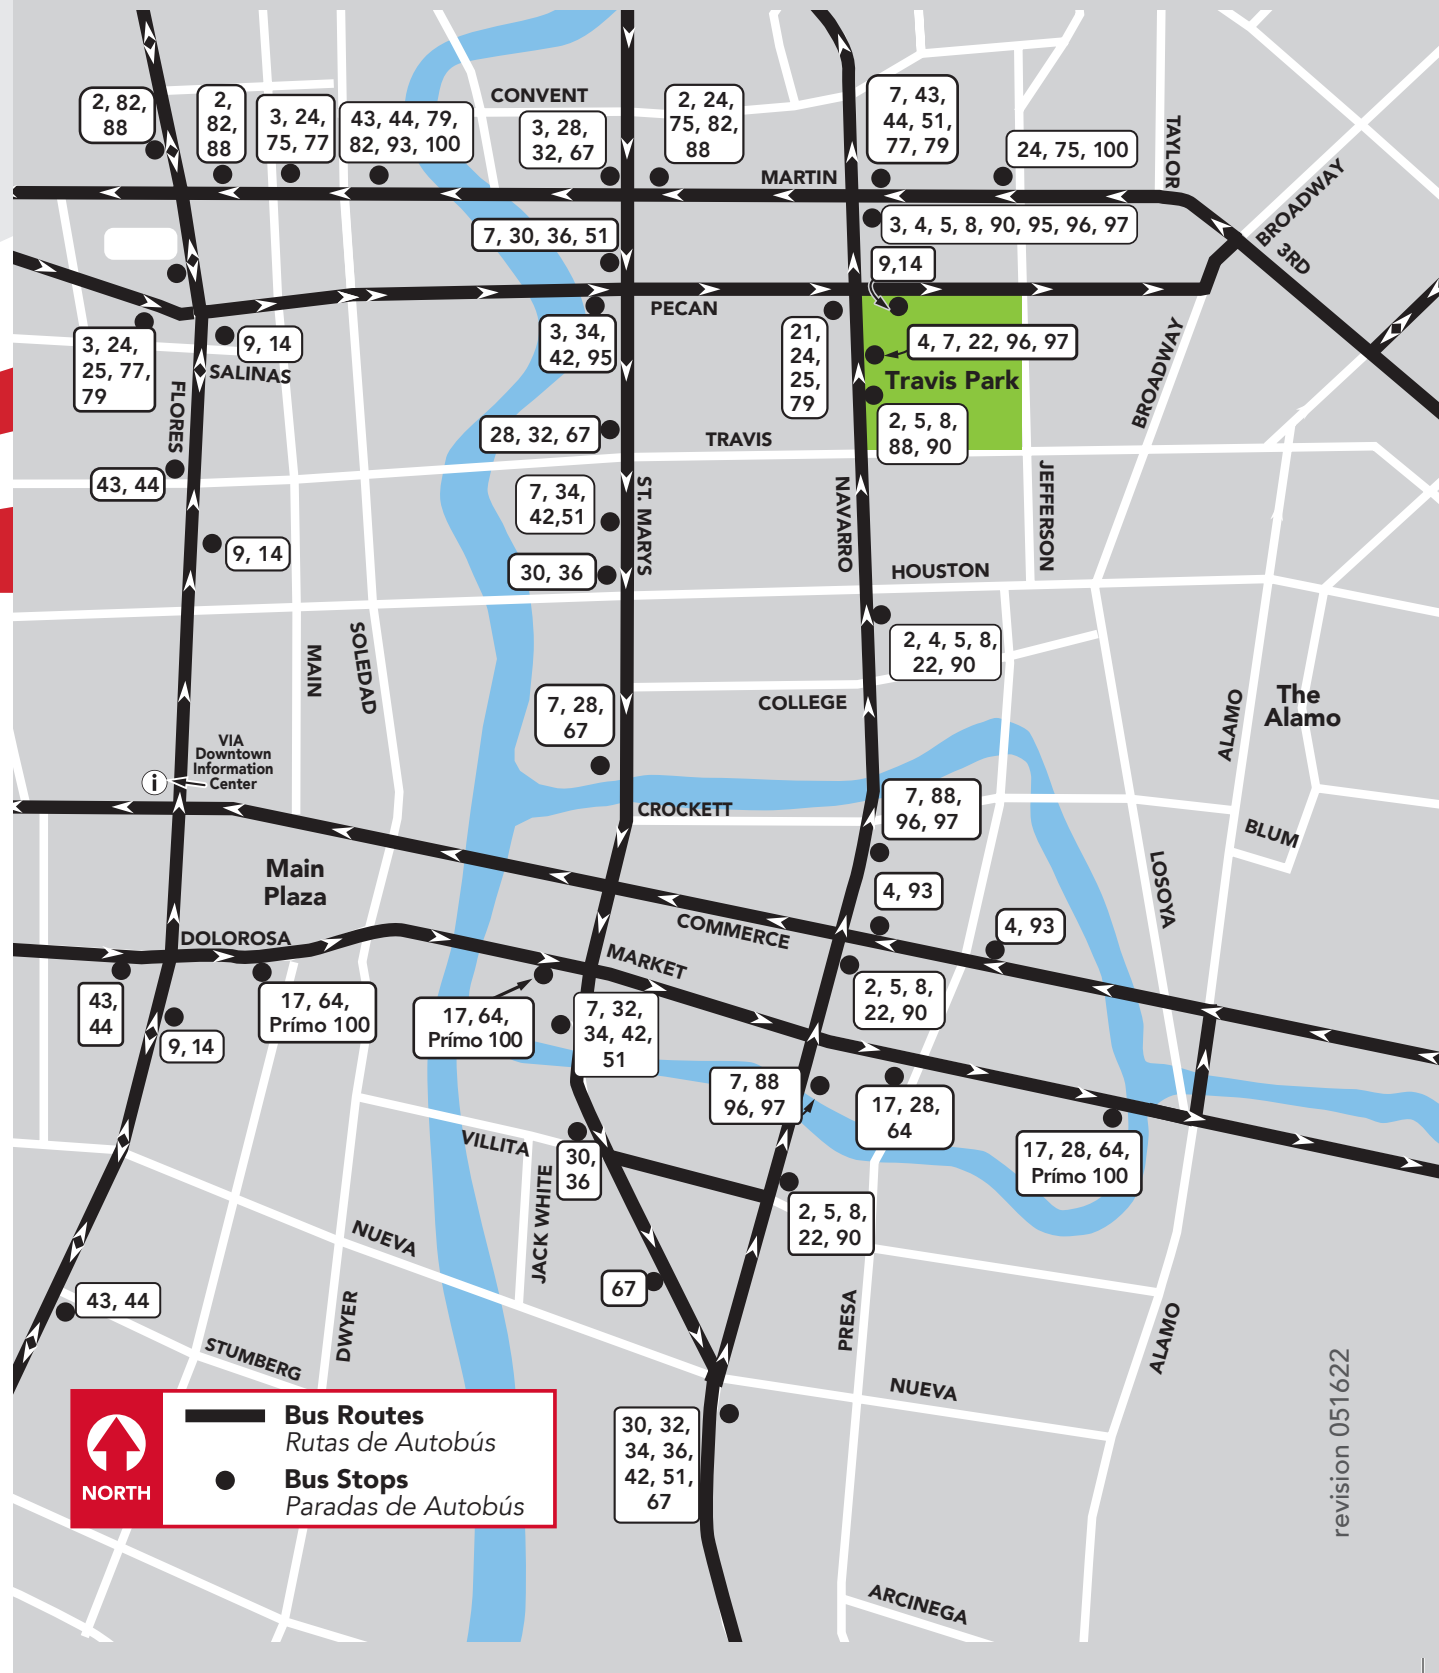 CONVENT
2, 82,
88
2,
82,
88
3, 24,
75, 77
43, 44, 79,
82, 93, 100
3, 28,
32, 67
2, 24,
75, 82,
88
7, 43,
44, 51,
77, 79
24, 75, 100
TAYLOR
MARTIN
BROADWAY
3RD
7, 30, 36, 51
3, 4, 5, 8, 90, 95, 96, 97
9,14
PECAN
3, 24,
25, 77,
79
9, 14
SALINAS
FLORES
3, 34,
42, 95
21,
24,
25,
79
4, 7, 22, 96, 97
Travis Park
2, 5, 8,
88, 90
BROADWAY
28, 32, 67
TRAVIS
43, 44
7, 34,
42,51
ST. MARYS
NAVARRO
JEFFERSON
9, 14
30, 36
HOUSTON
MAIN
SOLEDAD
2, 4, 5, 8,
22, 90
COLLEGE
7, 28,
67
ALAMO
The
Alamo
VIA
Downtown
Information
Center
i
CROCKETT
7, 88,
96, 97
BLUM
Main
Plaza
LOSOYA
4, 93
4, 93
COMMERCE
DOLOROSA
MARKET
43,
44
9, 14
17, 64,
Prímo 100
17, 64,
Prímo 100
7, 32,
34, 42,
51
2, 5, 8,
22, 90
7, 88
96, 97
17, 28,
64
17, 28, 64,
Prímo 100
VILLITA
30,
36
JACK WHITE
2, 5, 8,
22, 90
NUEVA
67
43, 44
DWYER
STUMBERG
PRESA
ALAMO
NUEVA
30, 32,
34, 36,
42, 51,
67
NORTH
Bus Routes
Rutas de Autobús
Bus Stops
Paradas de Autobús
ARCINEGA
revision 051622